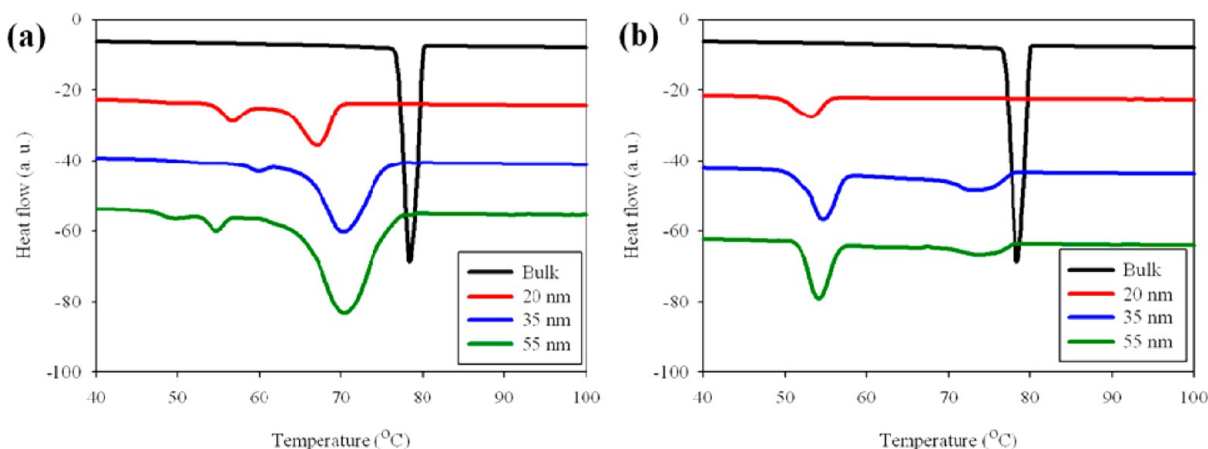 (a)
Heat flow (a. u.)
0
-20
-40
-60
-80
-100
40 50 60 70 80 90 100
Temperature (°C)
Bulk
20 nm
35 nm
55 nm
(b)
Heat flow (a. u.)
0
-20
-40
-60
-80
-100
40 50 60 70 80 90 100
Temperature (°C)
Bulk
20 nm
35 nm
55 nm